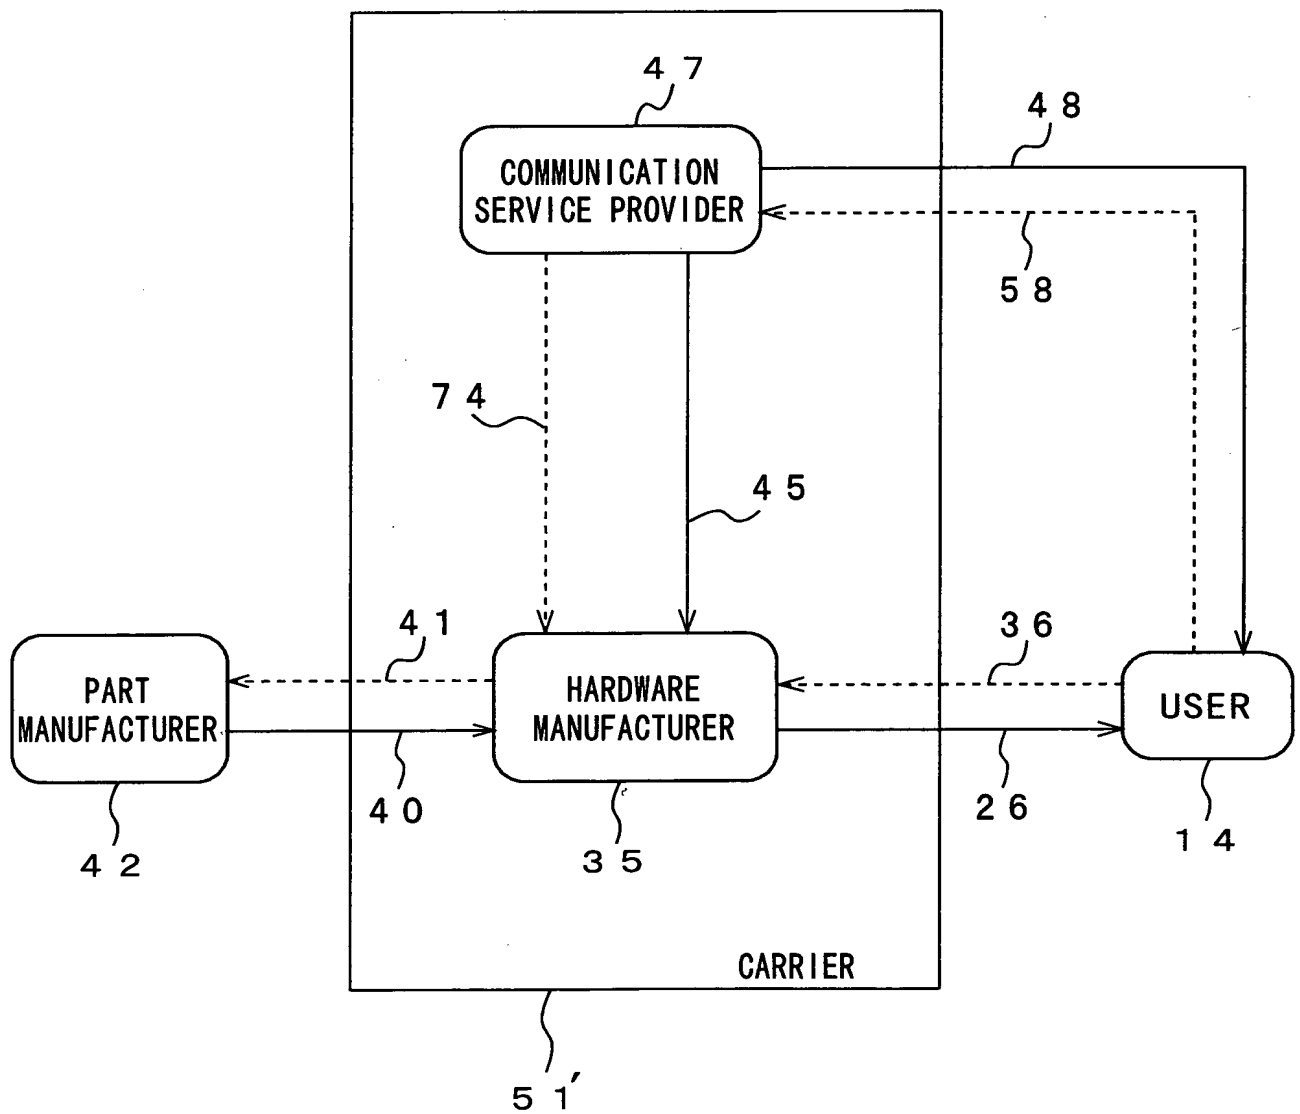 47
48
COMMUNICATION
SERVICE PROVIDER
58
74
45
41
36
PART
MANUFACTURER
HARDWARE
MANUFACTURER
USER
40
26
42
35
14
CARRIER
51′